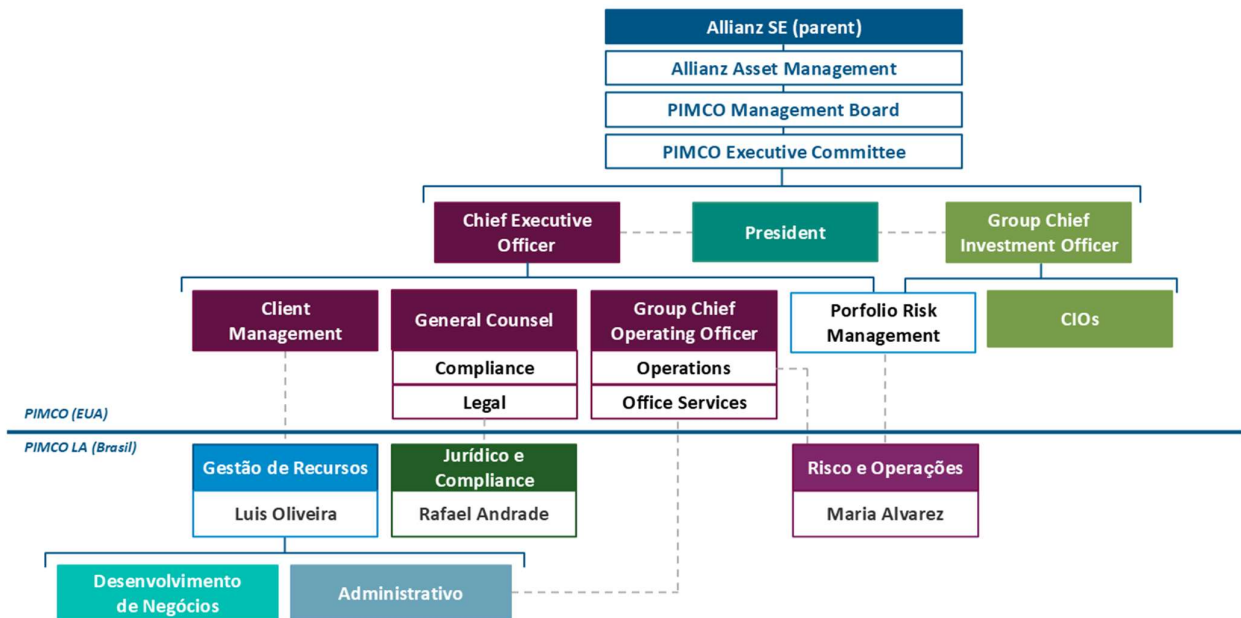 Allianz SE (parent)
Allianz Asset Management
PIMCO Management Board
PIMCO Executive Committee
Chief Executive
Officer
President
Group Chief
Investment Officer
Client
Management
General Counsel
Compliance
Legal
Group Chief
Operating Officer
Operations
Office Services
Porfolio Risk
Management
CIOs
PIMCO (EUA)
PIMCO LA (Brasil)
Gestão de Recursos
Luis Oliveira
Jurídico e
Compliance
Rafael Andrade
Risco e Operações
Maria Alvarez
Desenvolvimento
de Negócios
Administrativo